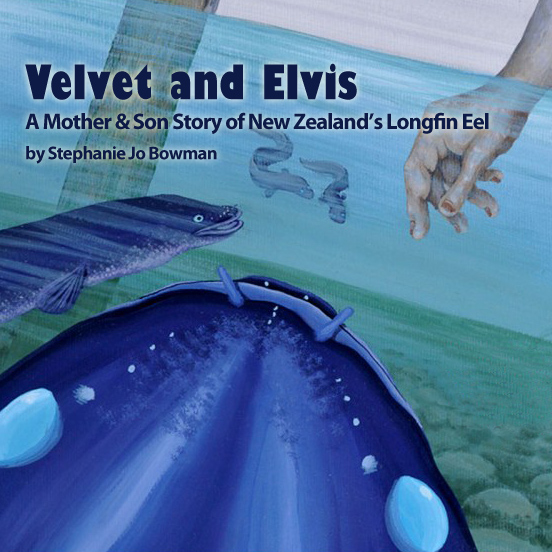 Velvet and Elvis
A Mother & Son Story of New Zealand's Longfin Eel
by Stephanie Jo Bowman